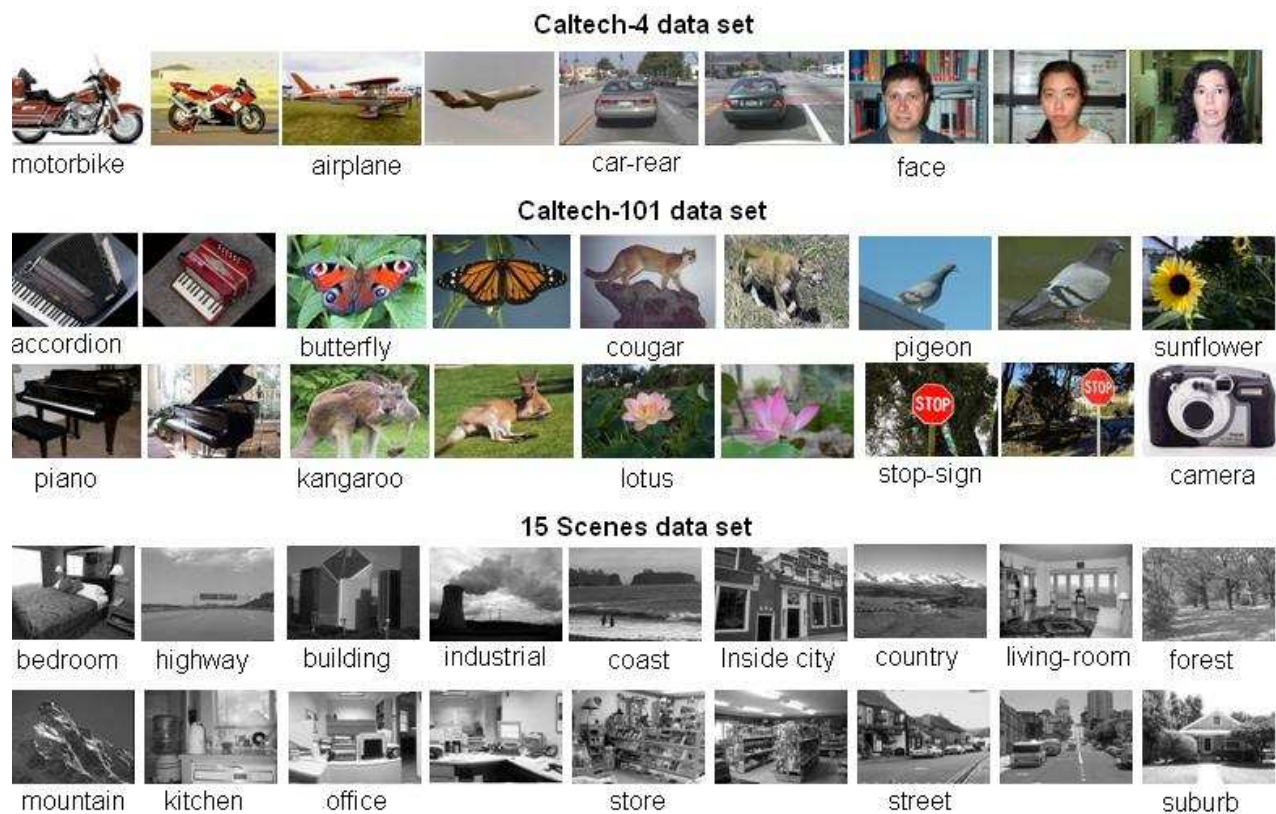 Caltech-4 data set
motorbike airplane car-rear face
Caltech-101 data set
accordion butterfly cougar pigeon sunflower
STOP STOP
piano kangaroo lotus stop-sign camera
15 Scenes data set
bedroom highway building industrial coast Inside city country living-room forest
mountain kitchen office store street suburb